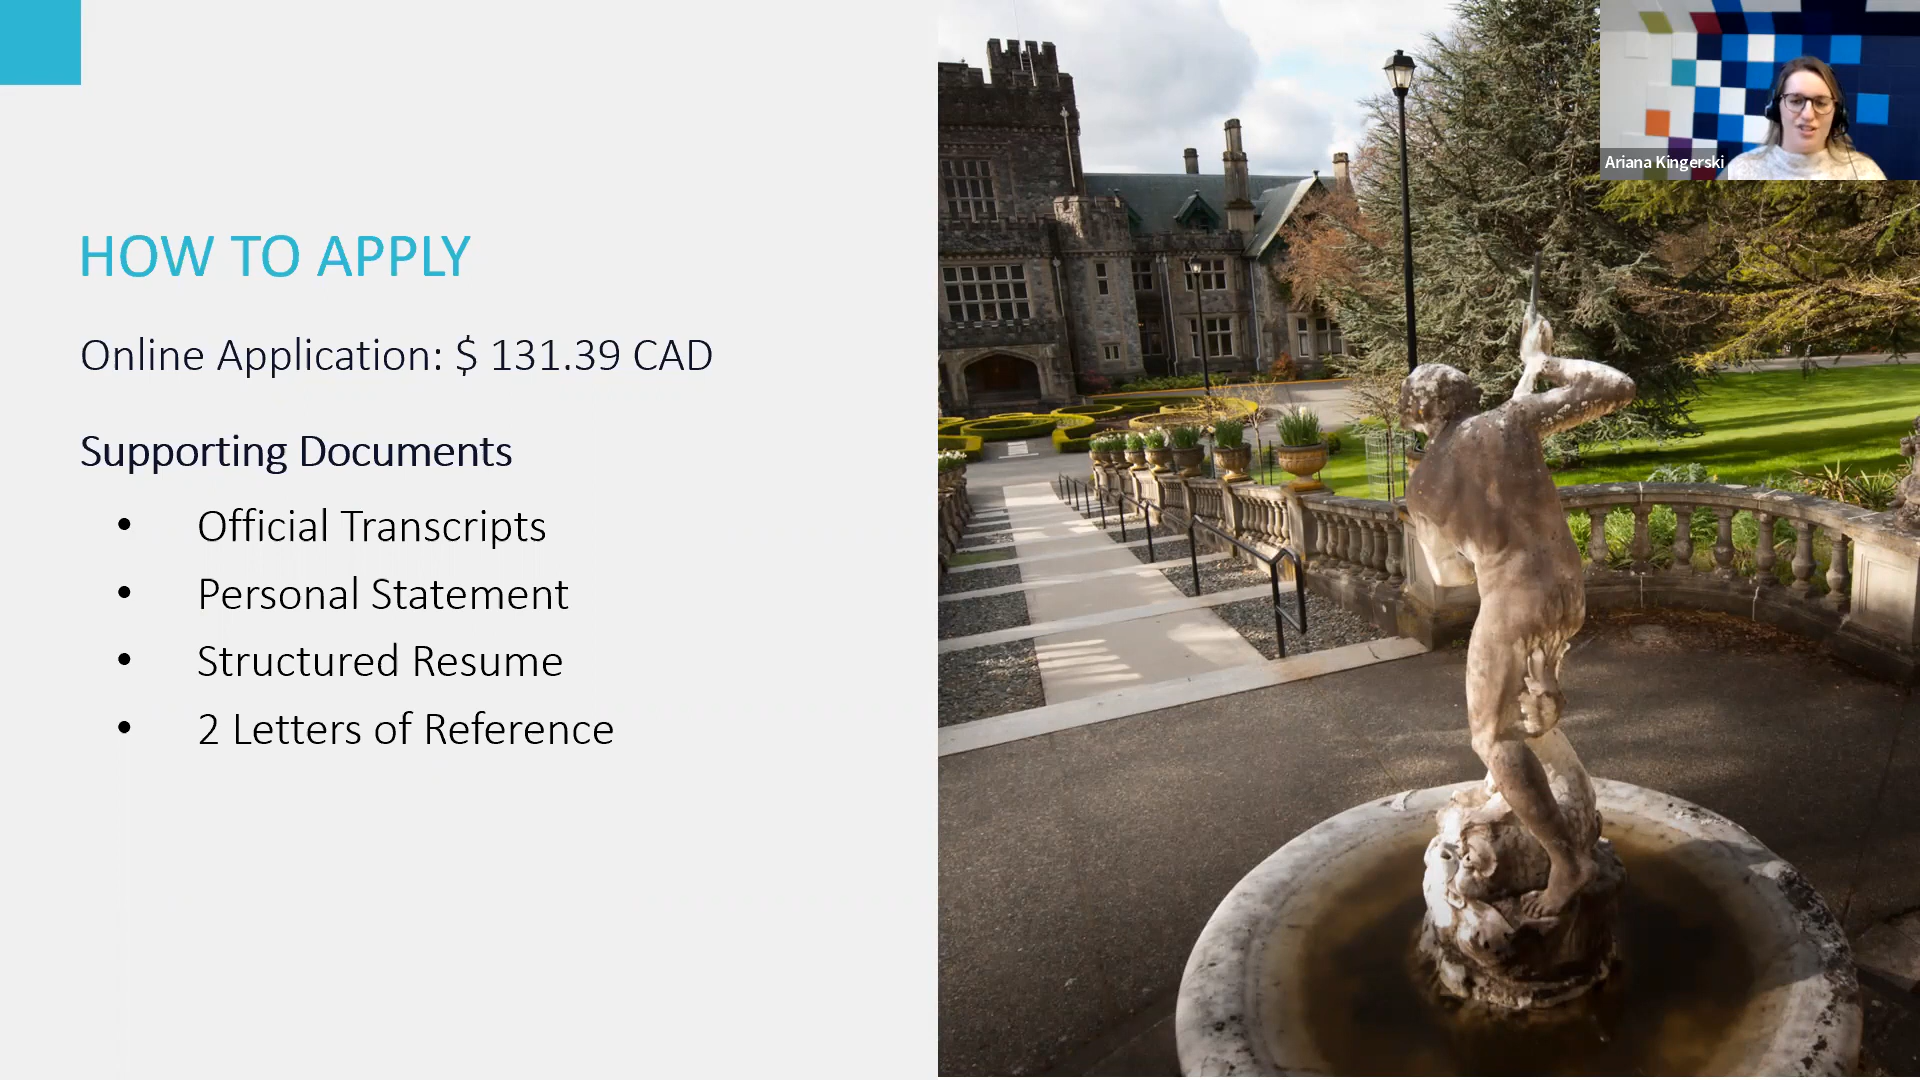 HOW TO APPLY
Online Application: $ 131.39 CAD
Supporting Documents
• Official Transcripts
• Personal Statement
• Structured Resume
• 2 Letters of Reference
Ariana Kingerski